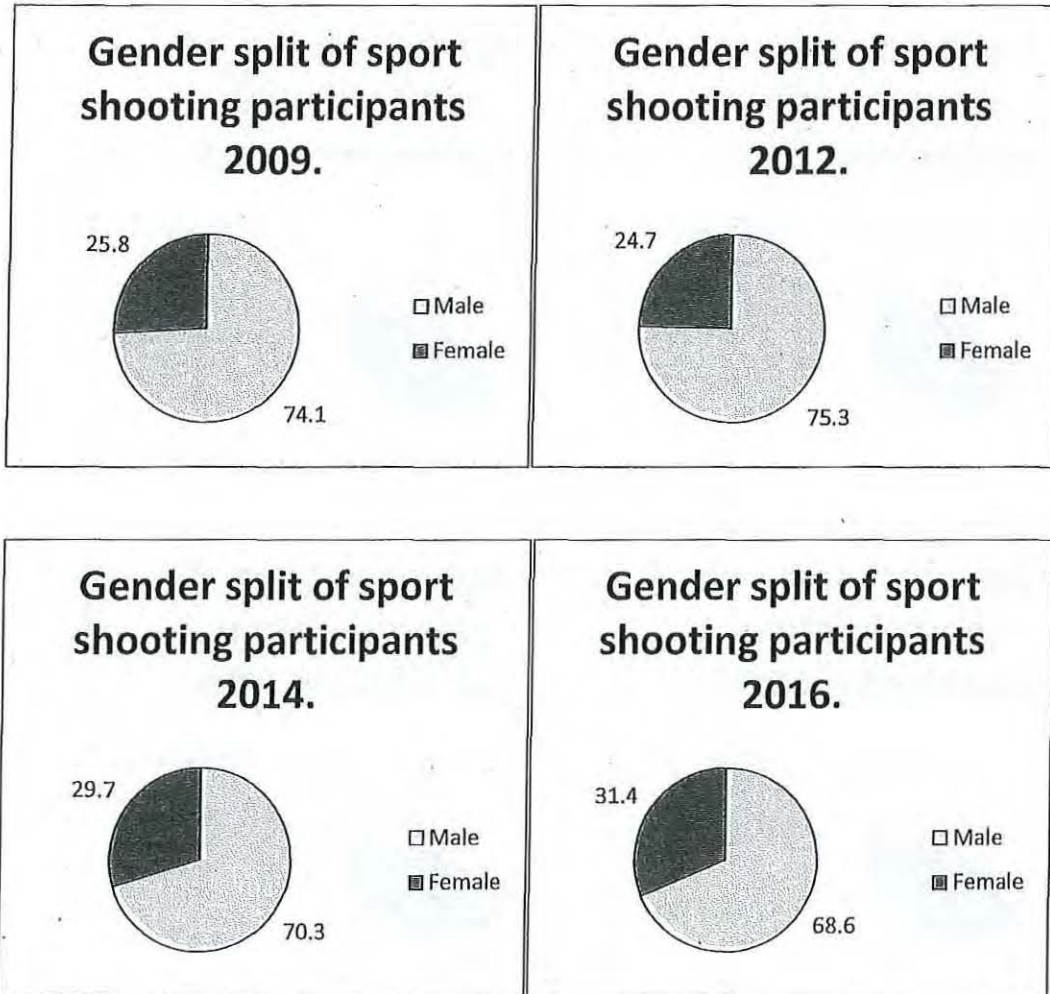 Gender split of sport
shooting participants
2009.
25.8
74.1
Male
Female
Gender split of sport
shooting participants
2012.
24.7
75.3
Male
Female
Gender split of sport
shooting participants
2014.
29.7
70.3
Male
Female
Gender split of sport
shooting participants
2016.
31.4
68.6
Male
Female